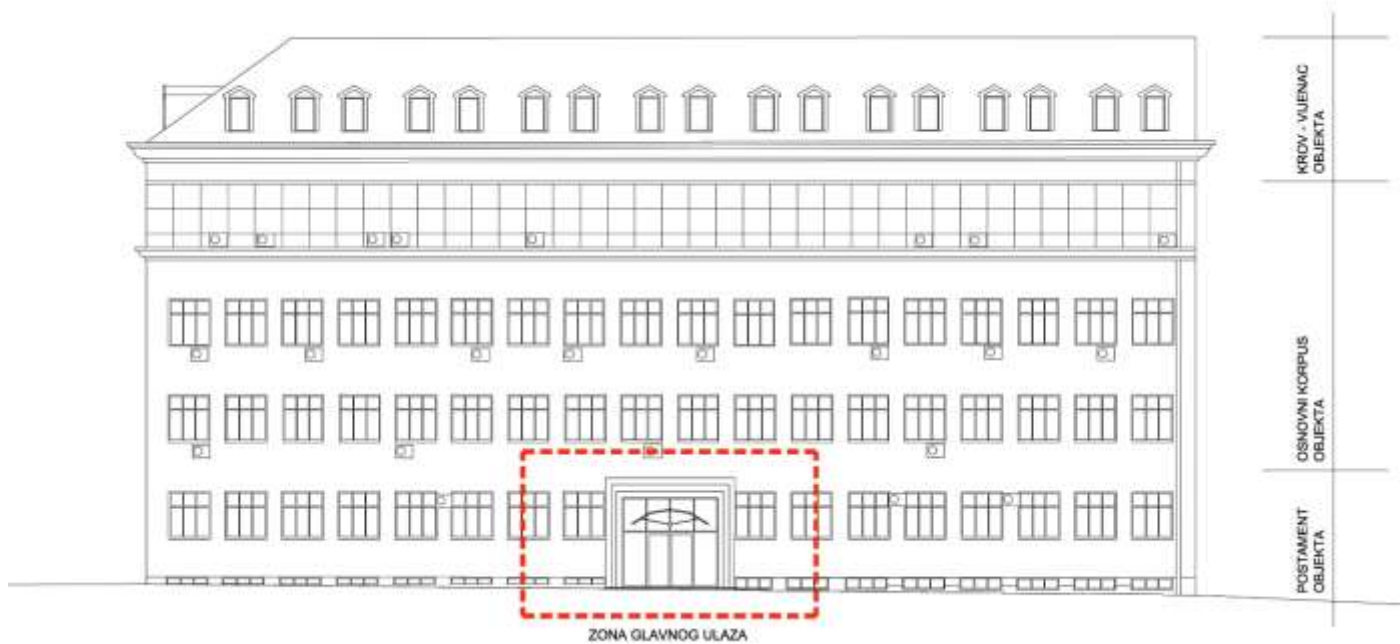 KROV - VIJENAC
OBJEKTA
OSNOVNI KORPUS
OBJEKTA
POSTAMENT
OBJEKTA
ZONA GLAVNOG ULAZA